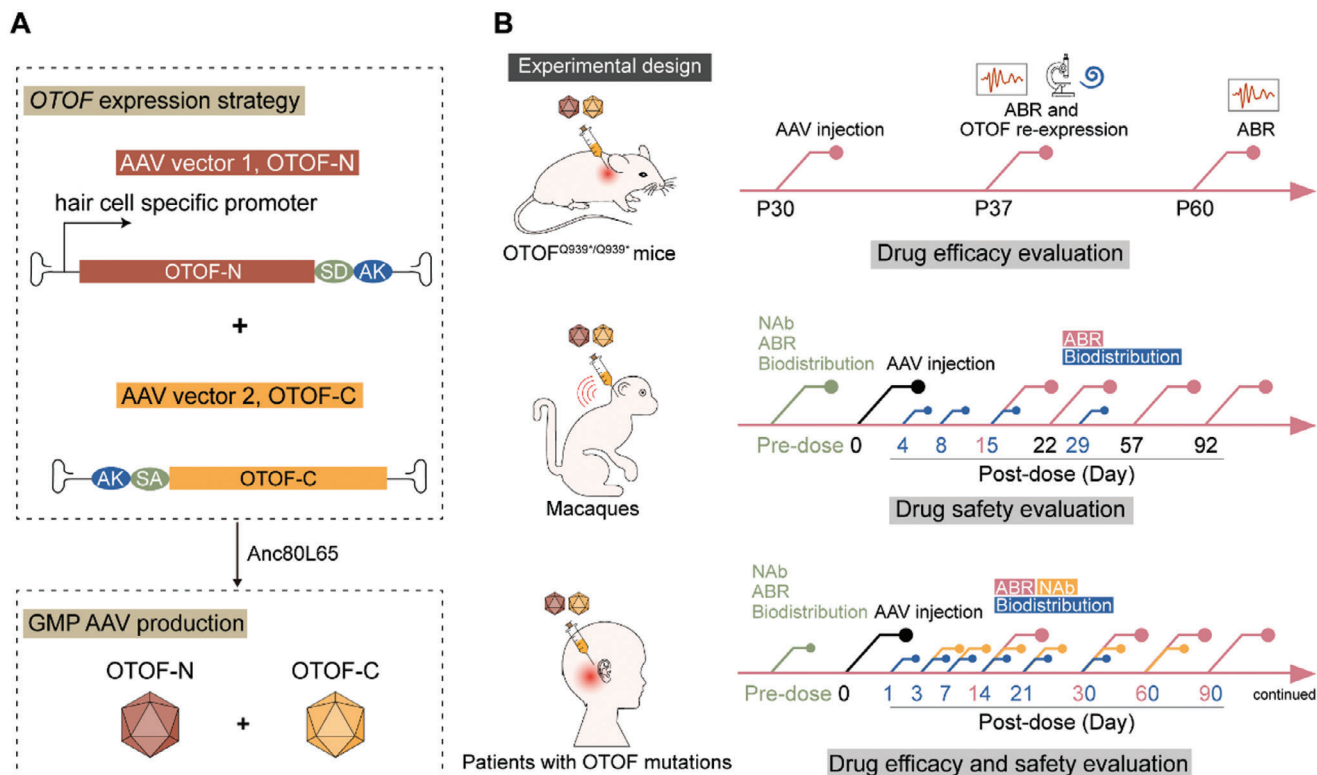 A
OTOF expression strategy
AAV vector 1, OTOF-N
hair cell specific promoter
OTOF-N SD AK
+
AAV vector 2, OTOF-C
AK SA OTOF-C
Anc80L65
GMP AAV production
OTOF-N OTOF-C
+
B
Experimental design
AAV injection
ABR and
OTOF re-expression
ABR
P30 P37 P60
OTOFQ939*/Q939* mice
Drug efficacy evaluation
NAb
ABR
Biodistribution
AAV injection
ABR
Biodistribution
Pre-dose 0 4 8 15 22 29 57 92
Post-dose (Day)
Macaques
Drug safety evaluation
NAb
ABR
Biodistribution
AAV injection
ABR NAb
Biodistribution
Pre-dose 0 1 3 7 14 21 30 60 90 continued
Post-dose (Day)
Patients with OTOF mutations
Drug efficacy and safety evaluation